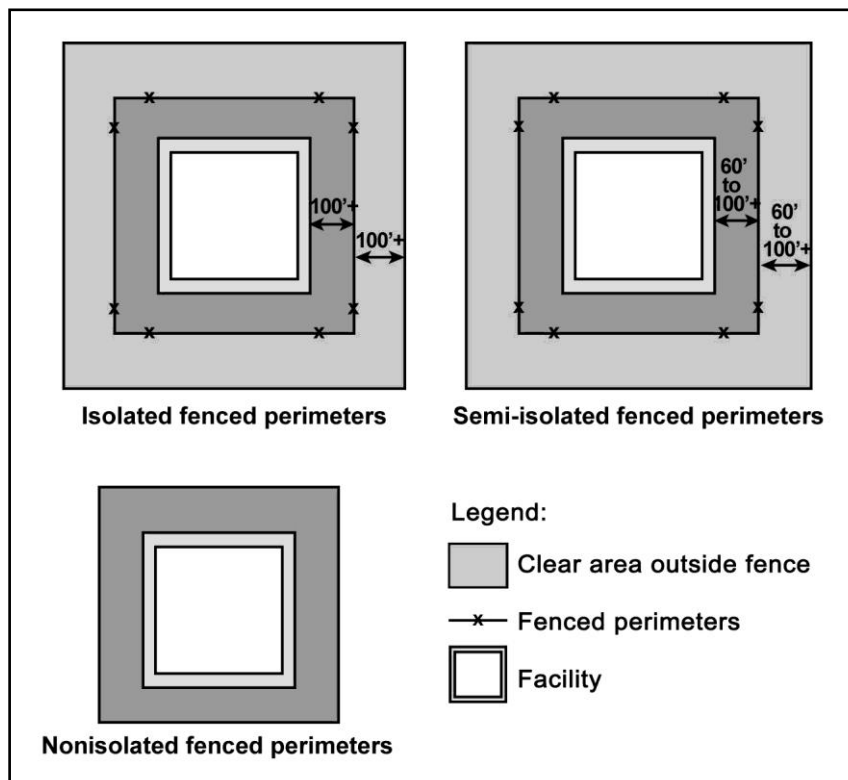 100'+
100'+
Isolated fenced perimeters
60'
to
100'+
60'
to
100'+
Semi-isolated fenced perimeters
Nonisolated fenced perimeters
Legend:
Clear area outside fence
x Fenced perimeters
Facility